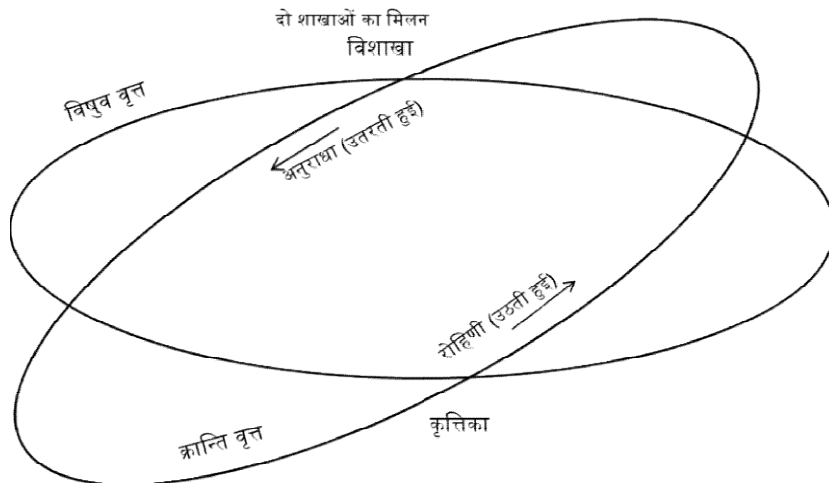 दो शाखाओं का मिलन
विशाखा
विषुव वृत्त
अनुराधा (उतरती हुई)
रोहिणी (उठती हुई)
कृत्तिका
क्रान्ति वृत्त